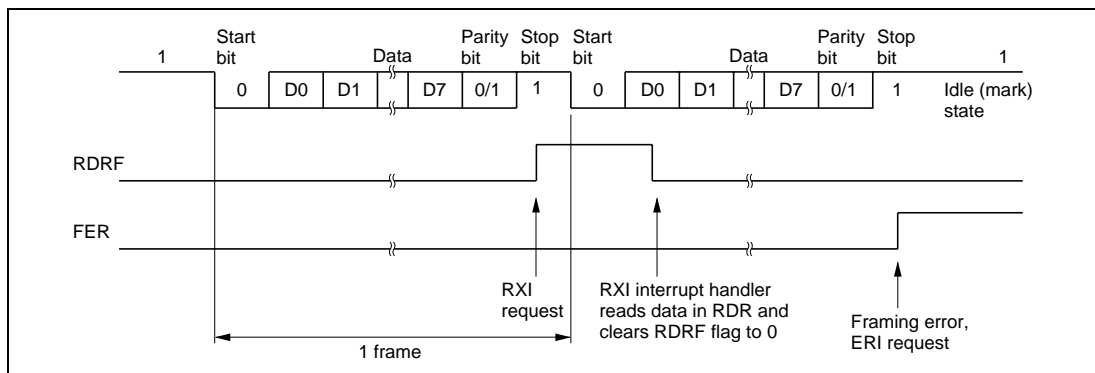 1
Start
bit
Data
Parity
bit
Stop
bit
Start
bit
Data
Parity
bit
Stop
bit
1
0 D0 D1 D7 0/1 1 0 D0 D1 D7 0/1 1
Idle (mark)
state
RDRF
FER
RXI
request
RXI interrupt handler
reads data in RDR and
clears RDRF flag to 0
Framing error,
ERI request
1 frame